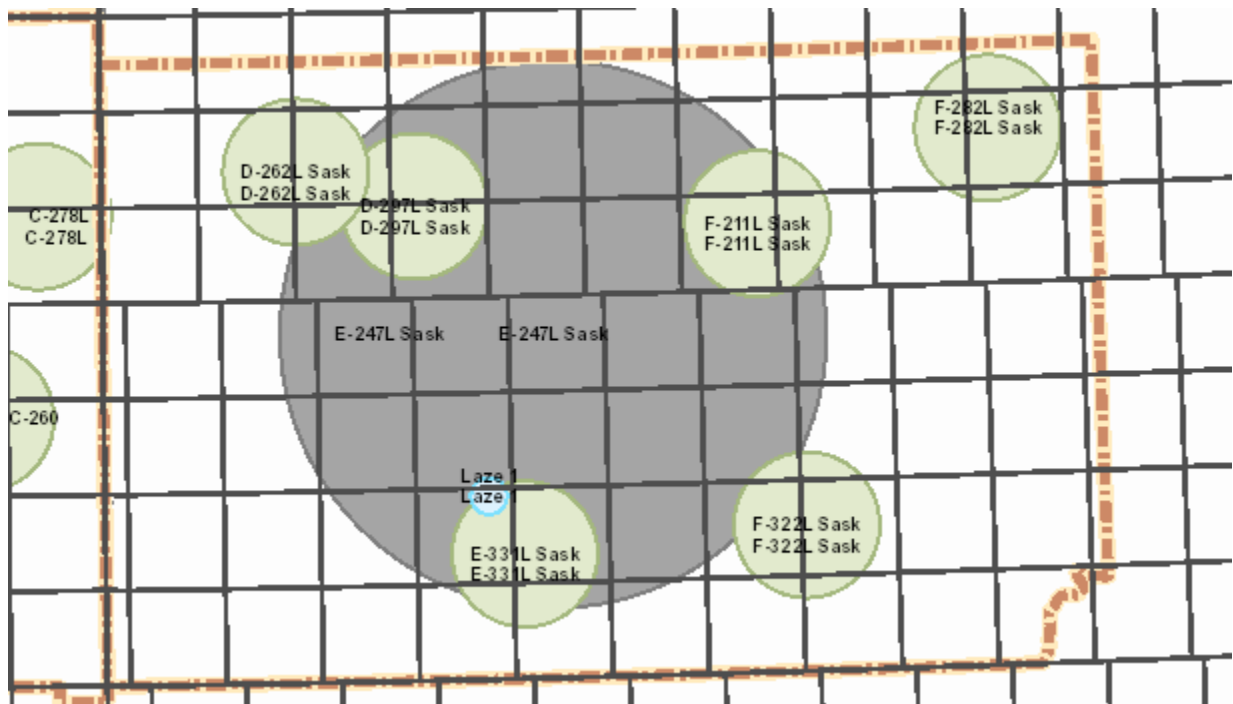 F-282L Sask
F-282L Sask
D-262L Sask
D-262L Sask
D-297L Sask
D-297L Sask
C-278L
C-278L
F-211L Sask
F-211L Sask
E-247L Sask
E-247L Sask
C-260
Laze 1
Laze 1
F-322L Sask
F-322L Sask
E-331L Sask
E-331L Sask